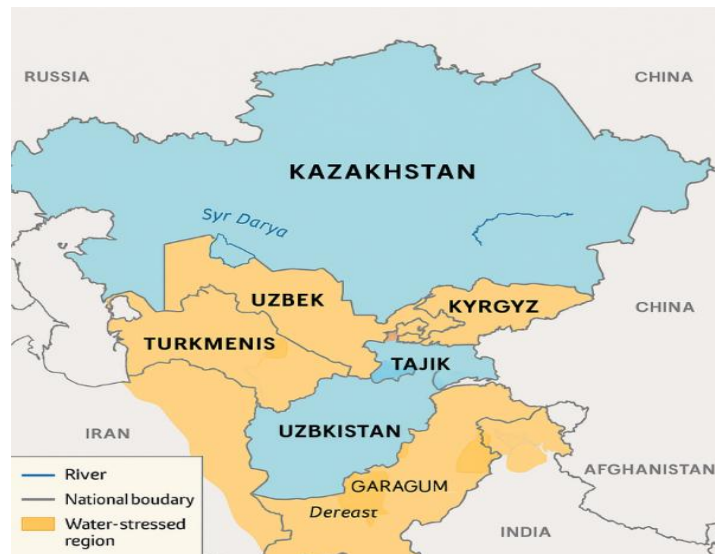 RUSSIA
CHINA
KAZAKHSTAN
Syr Darya
UZBEK
KYRGYZ
CHINA
TURKMENIS
TAJIK
IRAN
UZBKISTAN
AFGHANISTAN
GARAGUM
Dereast
INDIA
River
National boudary
Water-stressed
region